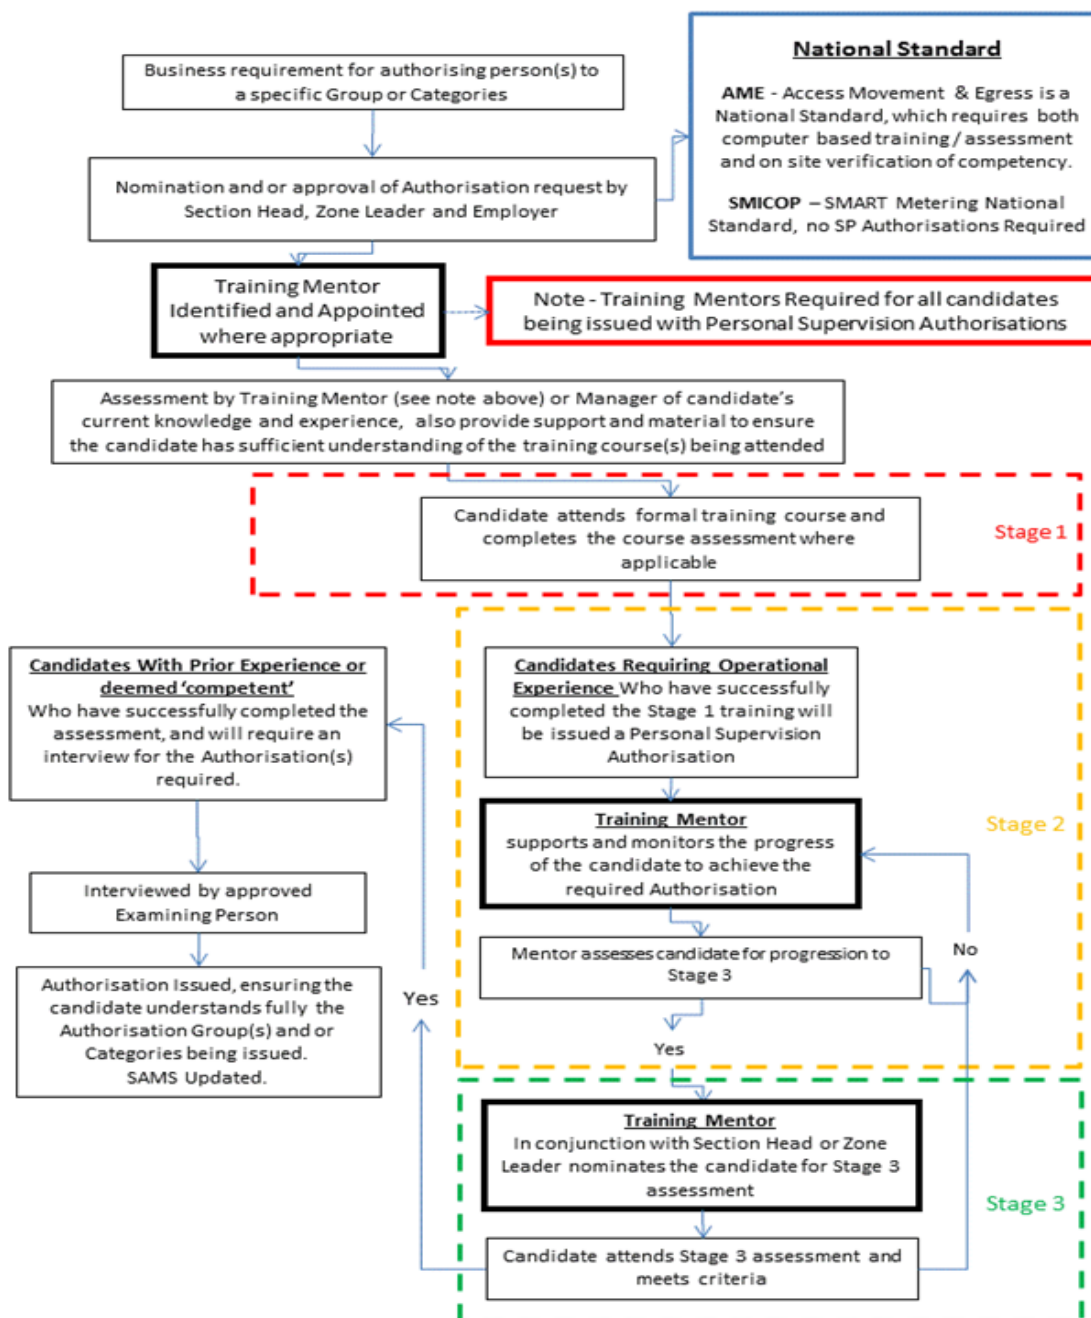 Business requirement for authorising person(s) to
a specific Group or Categories
National Standard
AME - Access Movement & Egress is a
National Standard, which requires both
computer based training / assessment
and on site verification of competency.
SMICOP – SMART Metering National
Standard, no SP Authorisations Required
Nomination and or approval of Authorisation request by
Section Head, Zone Leader and Employer
Training Mentor
Identified and Appointed
where appropriate
Note - Training Mentors Required for all candidates
being issued with Personal Supervision Authorisations
Assessment by Training Mentor (see note above) or Manager of candidate's
current knowledge and experience, also provide support and material to ensure
the candidate has sufficient understanding of the training course(s) being attended
Candidate attends formal training course and
completes the course assessment where
applicable
Stage 1
Candidates With Prior Experience or
deemed 'competent'
Who have successfully completed the
assessment, and will require an
interview for the Authorisation(s)
required.
Candidates Requiring Operational
Experience Who have successfully
completed the Stage 1 training will
be issued a Personal Supervision
Authorisation
Training Mentor
supports and monitors the progress
of the candidate to achieve the
required Authorisation
Stage 2
Interviewed by approved
Examining Person
Mentor assesses candidate for progression to
Stage 3
No
Authorisation Issued, ensuring the
candidate understands fully the
Authorisation Group(s) and or
Categories being issued.
SAMS Updated.
Yes
Yes
Training Mentor
In conjunction with Section Head or Zone
Leader nominates the candidate for Stage 3
assessment
Stage 3
Candidate attends Stage 3 assessment and
meets criteria